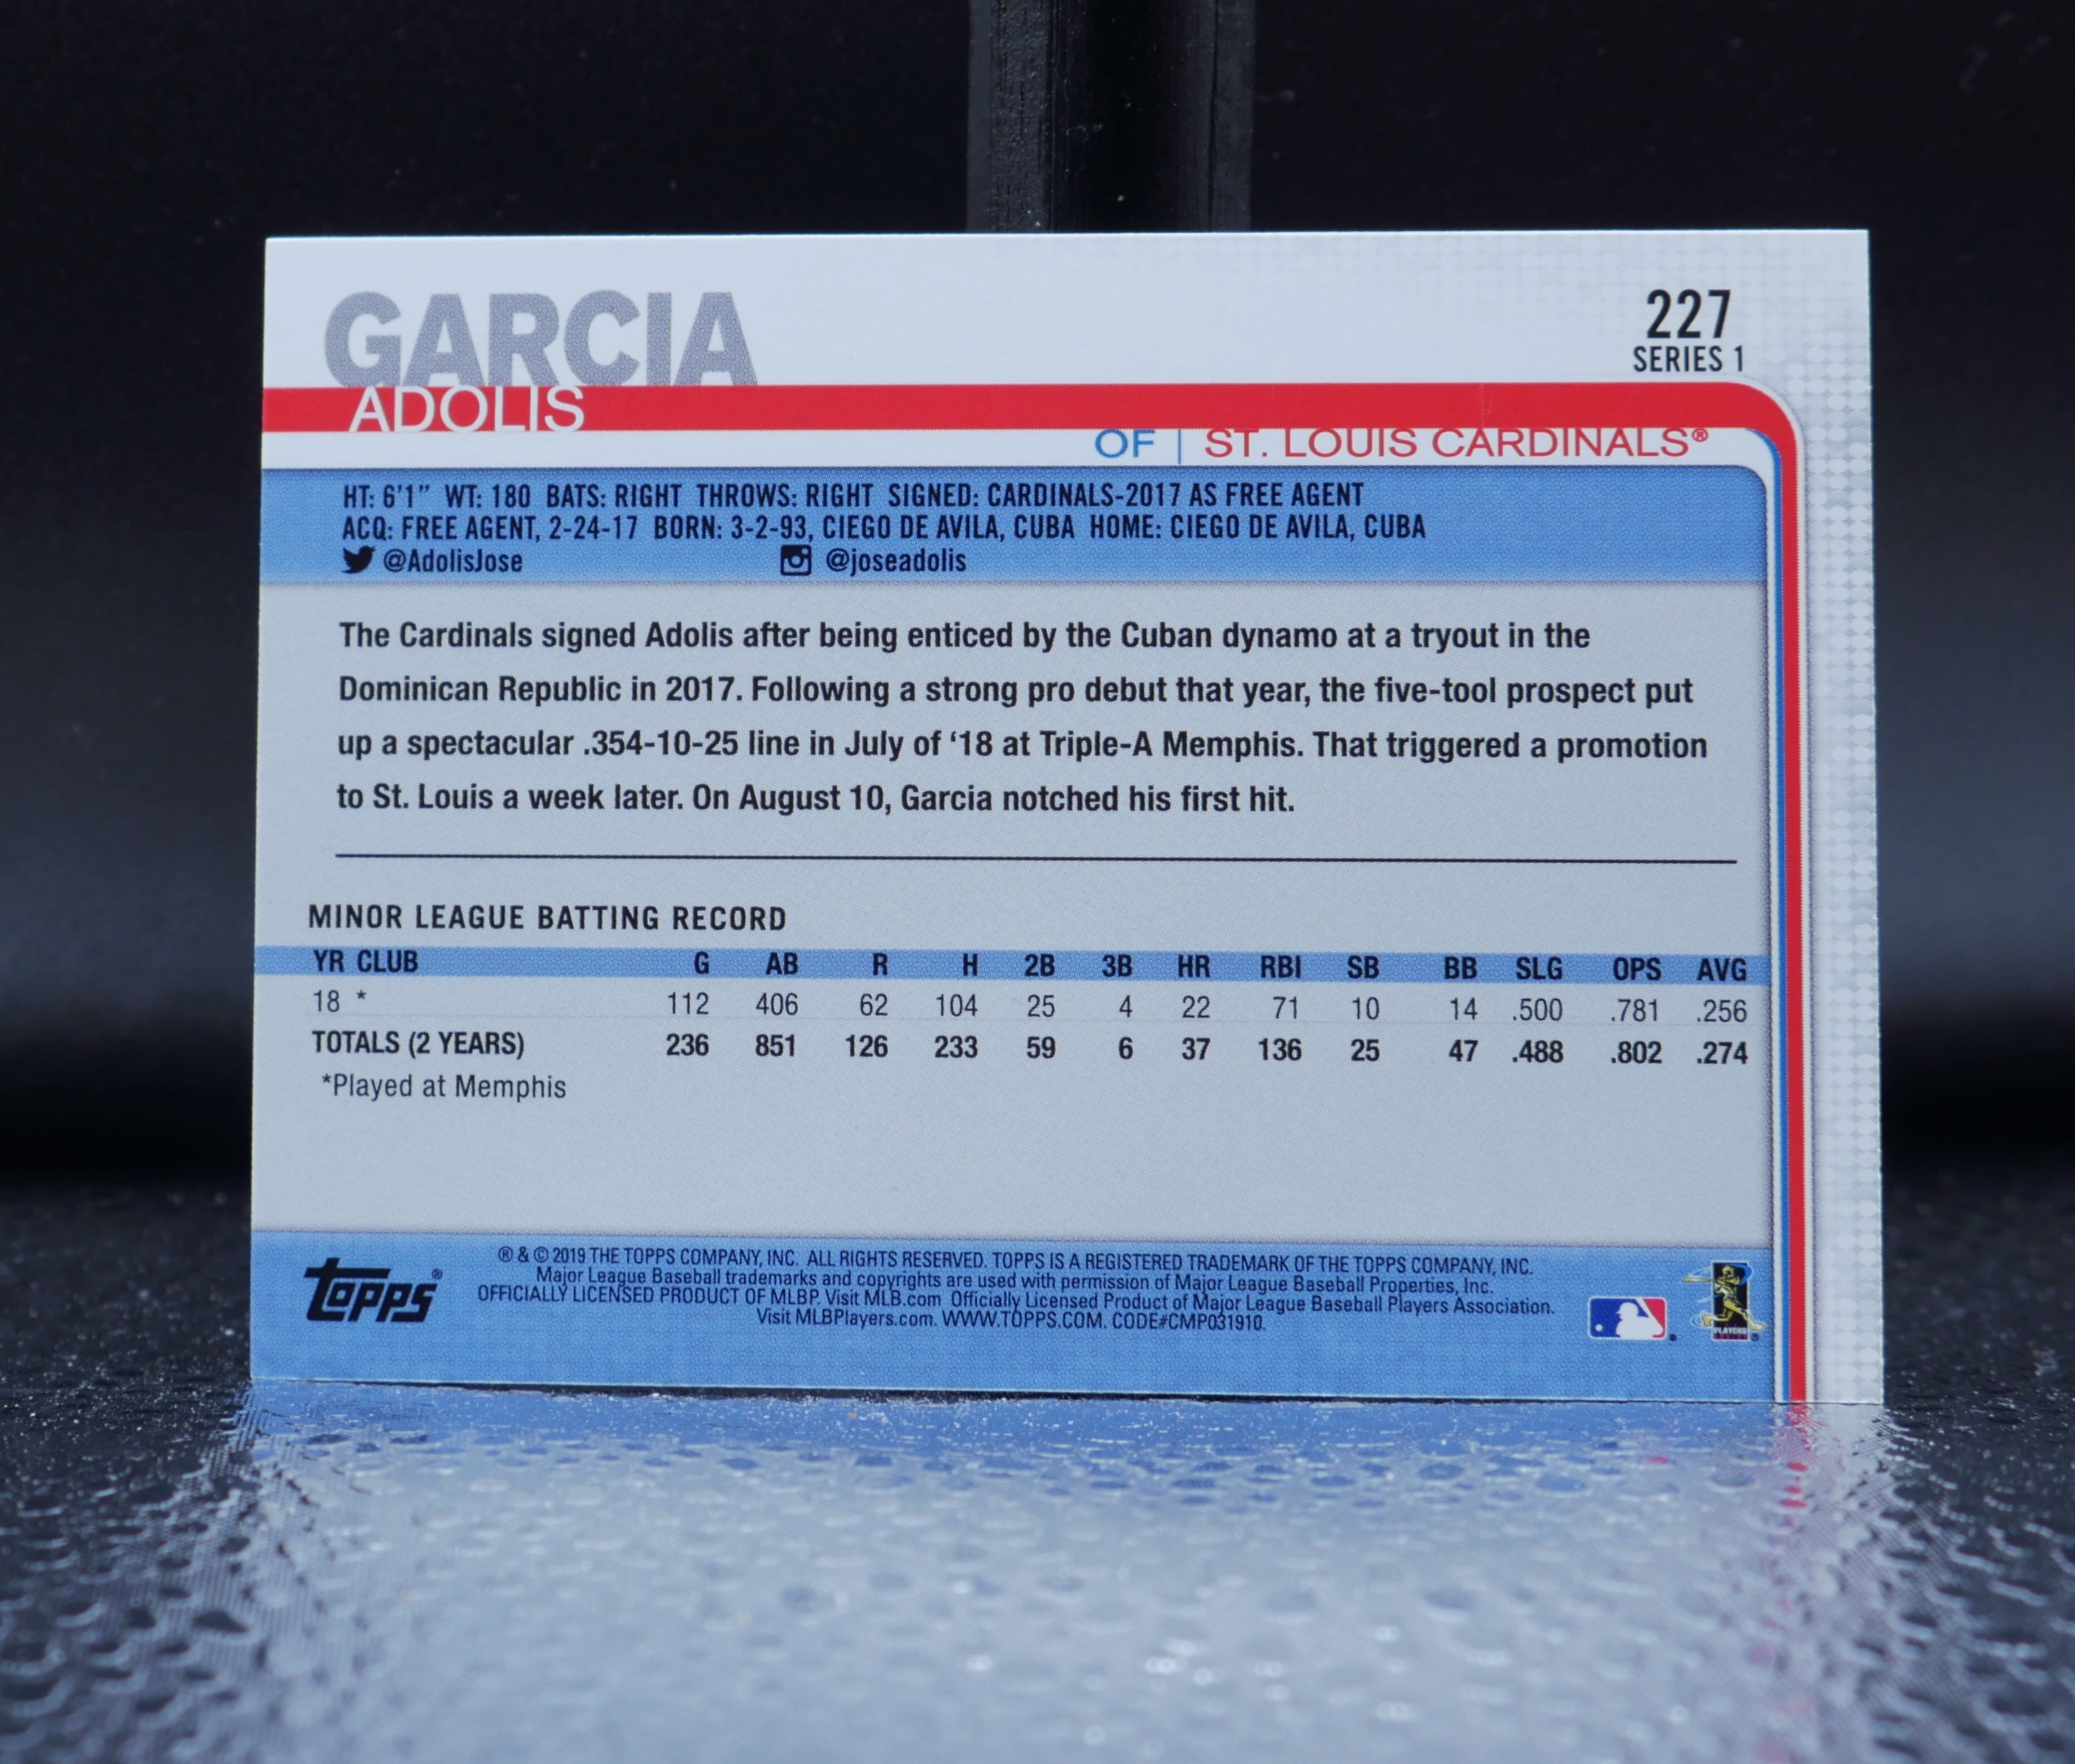 GARCIA
ADOLIS
227
SERIES 1
OF | ST. LOUIS CARDINALS®
HT: 6'1” WT: 180 BATS: RIGHT THROWS: RIGHT SIGNED: CARDINALS-2017 AS FREE AGENT
ACQ: FREE AGENT, 2-24-17 BORN: 3-2-93, CIEGO DE AVILA, CUBA HOME: CIEGO DE AVILA, CUBA
@AdolisJose @joseadolis
The Cardinals signed Adolis after being enticed by the Cuban dynamo at a tryout in the
Dominican Republic in 2017. Following a strong pro debut that year, the five-tool prospect put
up a spectacular .354-10-25 line in July of ‘18 at Triple-A Memphis. That triggered a promotion
to St. Louis a week later. On August 10, Garcia notched his first hit.
MINOR LEAGUE BATTING RECORD
YR CLUB G AB R H 2B 3B HR RBI SB BB SLG OPS AVG
18 * 112 406 62 104 25 4 22 71 10 14 .500 .781 .256
TOTALS (2 YEARS) 236 851 126 233 59 6 37 136 25 47 .488 .802 .274
*Played at Memphis
topps®
® & © 2019 THE TOPPS COMPANY, INC. ALL RIGHTS RESERVED. TOPPS IS A REGISTERED TRADEMARK OF THE TOPPS COMPANY, INC.
Major League Baseball trademarks and copyrights are used with permission of Major League Baseball Properties, Inc.
OFFICIALLY LICENSED PRODUCT OF MLBP. Visit MLB.com Officially Licensed Product of Major League Baseball Players Association.
Visit MLBPlayers.com. WWW.TOPPS.COM. CODE#CMP031910.
PLAYERS